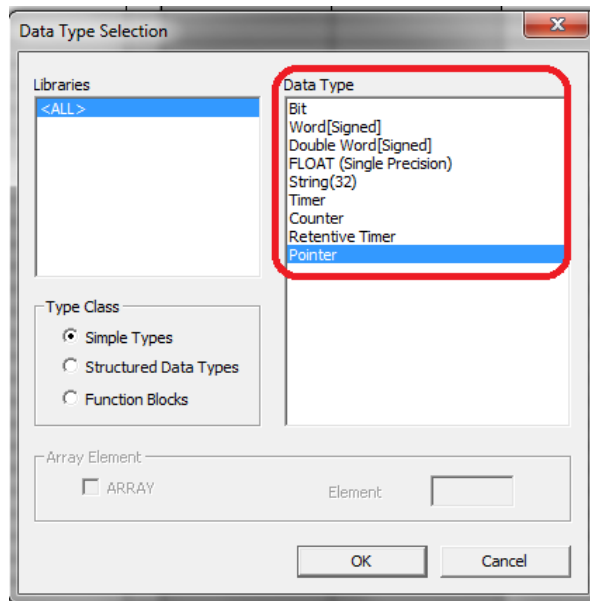 Data Type Selection
Libraries
<ALL>
Data Type
Bit
Word[Signed]
Double Word[Signed]
FLOAT (Single Precision)
String(32)
Timer
Counter
Retentive Timer
Pointer
Type Class
Simple Types
Structured Data Types
Function Blocks
Array Element
ARRAY
Element
OK
Cancel